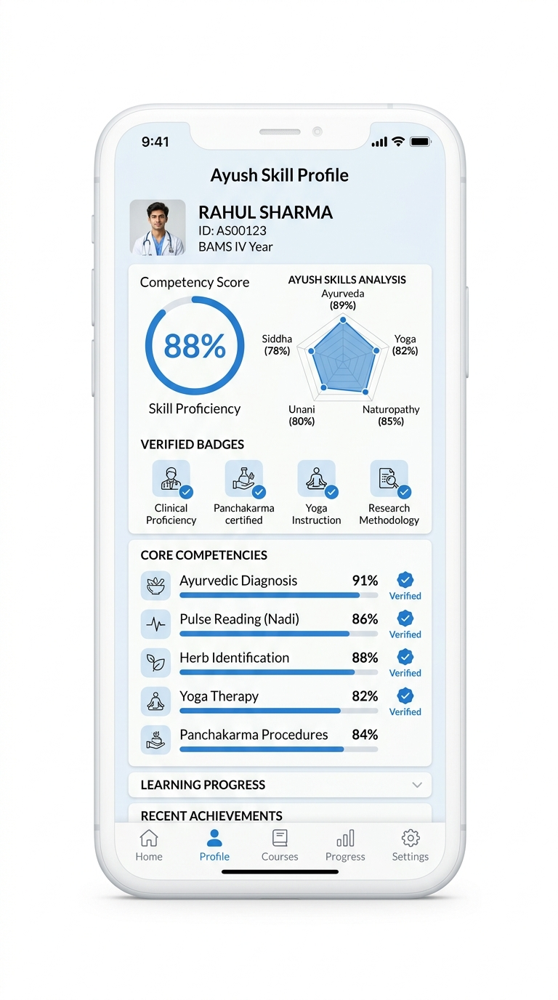 9:41
Ayush Skill Profile
RAHUL SHARMA
ID: AS00123
BAMS IV Year
Competency Score
88%
Skill Proficiency
AYUSH SKILLS ANALYSIS
Ayurveda
(89%)
Siddha
(78%)
Yoga
(82%)
Unani
(80%)
Naturopathy
(85%)
VERIFIED BADGES
Clinical
Proficiency
Panchakarma
certified
Yoga
Instruction
Research
Methodology
CORE COMPETENCIES
Ayurvedic Diagnosis 91%
Verified
Pulse Reading (Nadi) 86%
Verified
Herb Identification 88%
Verified
Yoga Therapy 82%
Verified
Panchakarma Procedures 84%
LEARNING PROGRESS
RECENT ACHIEVEMENTS
Home
Profile
Courses
Progress
Settings